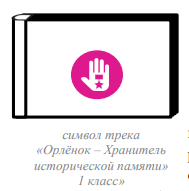 символ трека
«Орлёнок – Хранитель
исторической памяти»
1 класс»